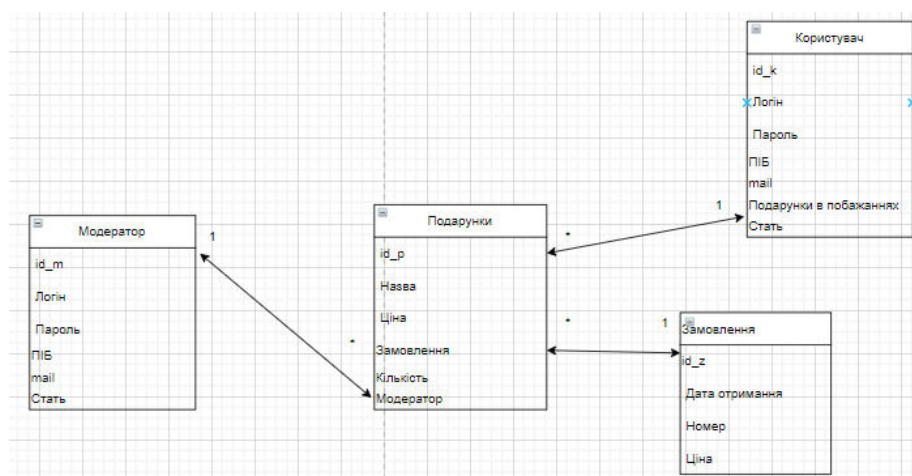 Користувач
id_k
Логін
Пароль
ПІБ
mail
Подарунки в побажаннях
Стать
1
Модератор
id_m
Логін
Пароль
ПІБ
mail
Стать
1
*
Подарунки
id_p
Назва
Ціна
Замовлення
Кількість
Модератор
*
*
1
Замовлення
id_z
Дата отримання
Номер
Ціна